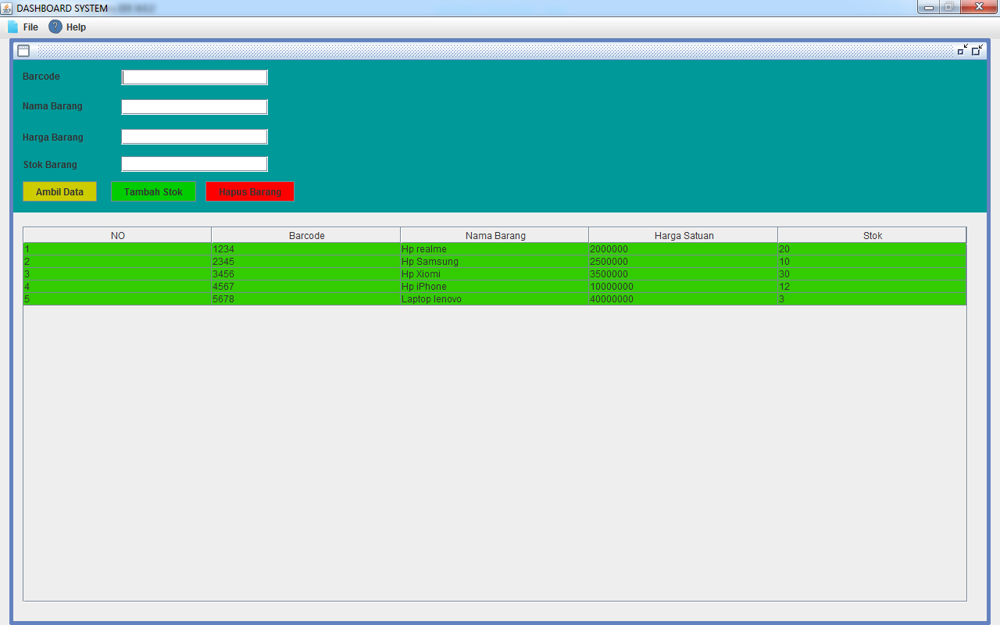 DASHBOARD SYSTEM
File Help
Barcode
Nama Barang
Harga Barang
Stok Barang
Ambil Data Tambah Stok Hapus Barang
NO Barcode Nama Barang Harga Satuan Stok
1 1234 Hp realme 2000000 20
2 2345 Hp Samsung 2500000 10
3 3456 Hp Xiomi 3500000 30
4 4567 Hp iPhone 10000000 12
5 5678 Laptop lenovo 40000000 3